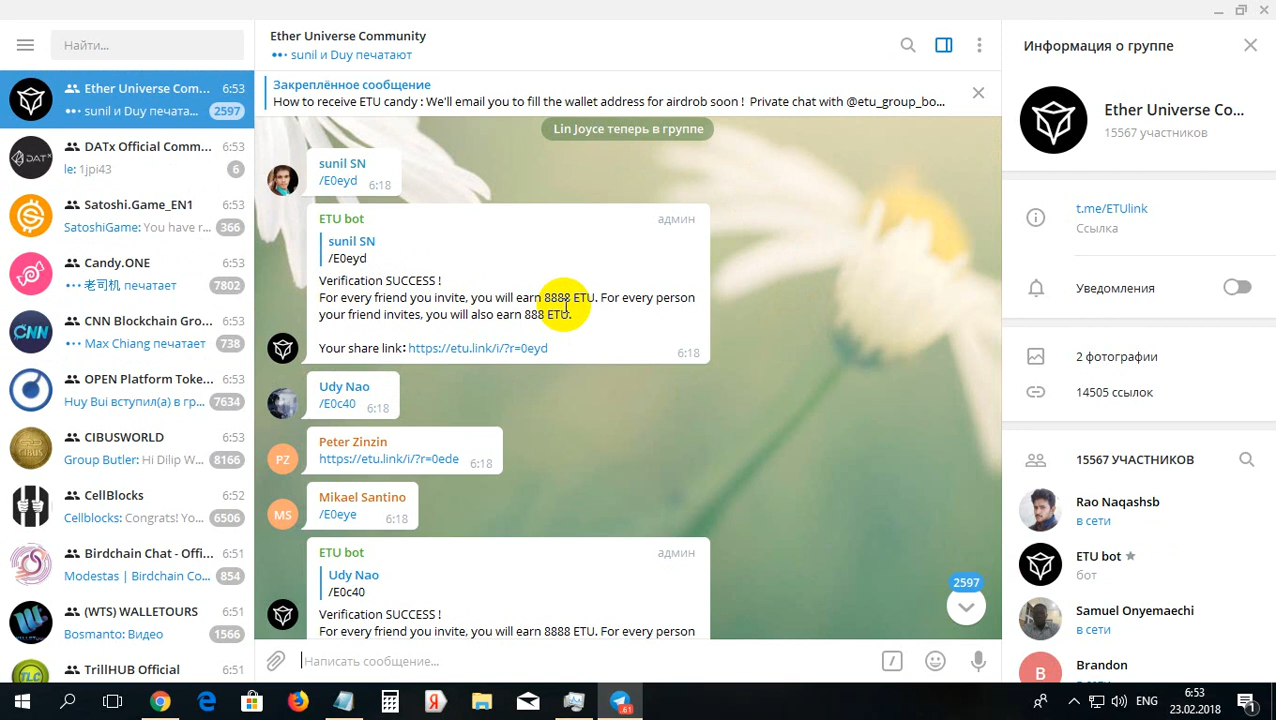 Найти...
Ether Universe Com... 6:53
sunil и Duy печата... 2597
DATx Official Comm... 6:53
le: 1jpi43 6
Satoshi.Game_EN1 6:53
SatoshiGame: You have r... 366
Candy.ONE 6:53
老司机 печатает 7802
CNN Blockchain Gro... 6:53
Max Chiang печатает 738
OPEN Platform Toke... 6:53
Huy Bui вступил(а) в гр... 7634
CIBUSWORLD 6:53
Group Butler: Hi Dilip W... 8166
CellBlocks 6:52
Cellblocks: Congrats! Yo... 6506
Birdchain Chat - Offi... 6:51
Modestas | Birdchain Co... 854
(WTS) WALLETOURS 6:51
Bosmanto: Видео 1566
TrillHUB Official 6:51
Ether Universe Community
sunil и Duy печатают
Закреплённое сообщение
How to receive ETU candy : We'll email you to fill the wallet address for airdrob soon ! Private chat with @etu_group_bo...
Lin Joyce теперь в группе
sunil SN
/E0eyd 6:18
ETU bot админ
sunil SN
/E0eyd
Verification SUCCESS !
For every friend you invite, you will earn 8888 ETU. For every person
your friend invites, you will also earn 888 ETU.
Your share link: https://etu.link/i/?r=0eyd 6:18
Udy Nao
/E0c40 6:18
PZ
Peter Zinzin
https://etu.link/i/?r=0ede 6:18
MS
Mikael Santino
/E0eye 6:18
ETU bot админ
Udy Nao
/E0c40
Verification SUCCESS !
For every friend you invite, you will earn 8888 ETU. For every person
2597
Написать сообщение...
Информация о группе
Ether Universe Co...
15567 участников
t.me/ETUlink
Ссылка
Уведомления
2 фотографии
14505 ссылок
15567 УЧАСТНИКОВ
Rao Naqashsb
в сети
ETU bot
бот
Samuel Onyemaechi
в сети
B
Brandon
ENG
6:53
23.02.2018
1